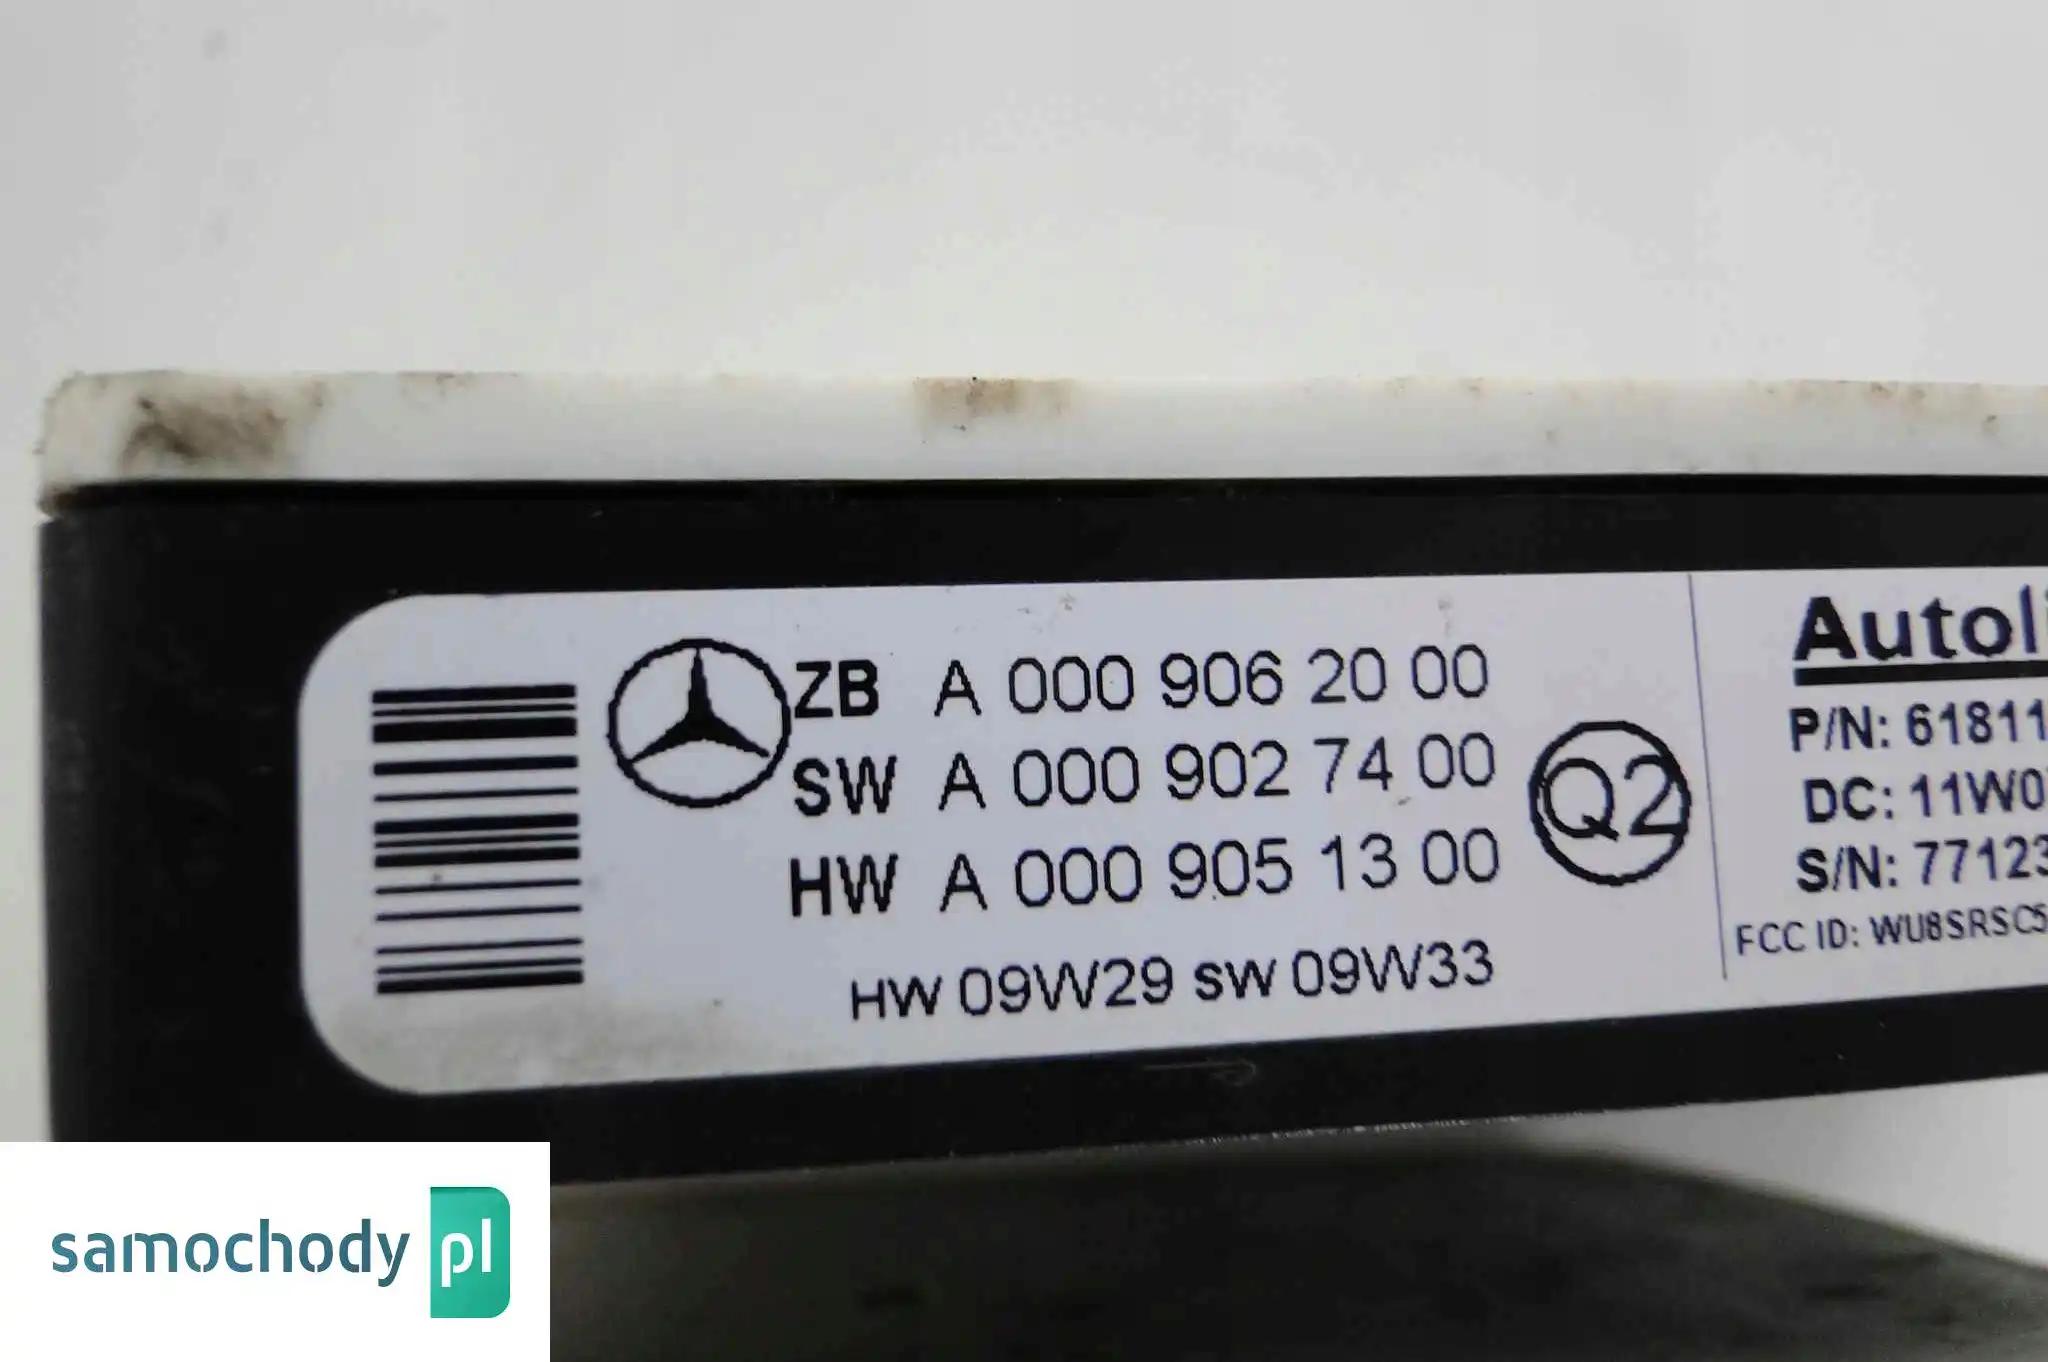 ZB A 000 906 20 00
SW A 000 902 74 00
HW A 000 905 13 00
Q2
HW 09W29 SW 09W33
Autoli
P/N: 61811
DC: 11W0
S/N: 77123
FCC ID: WU8SRSC5
samochody pl